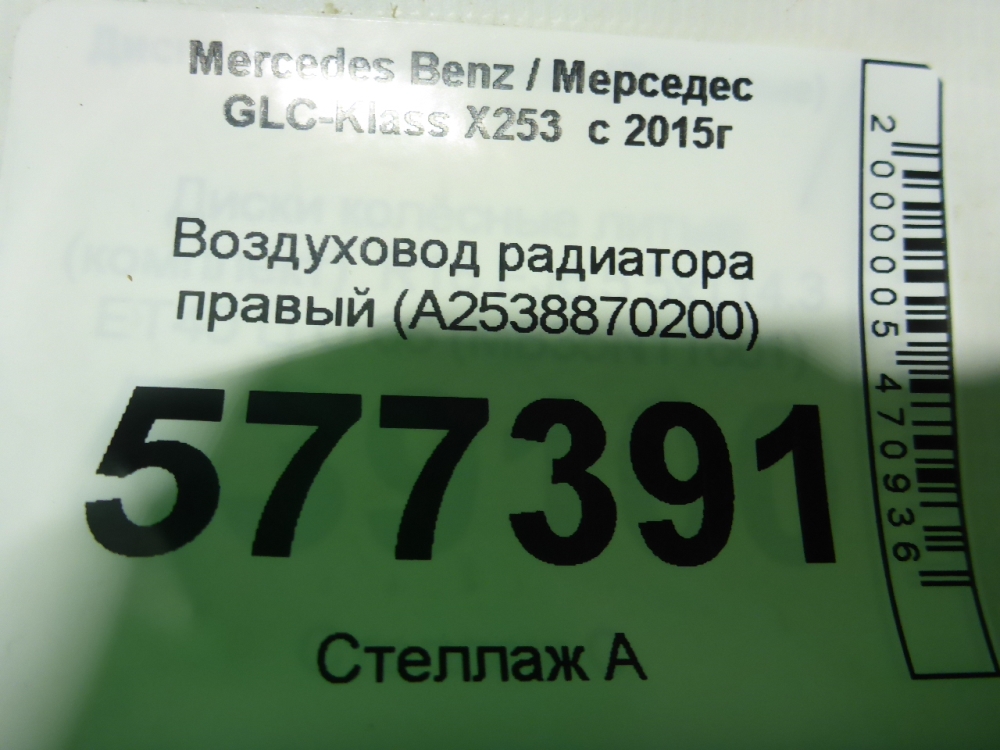 Mercedes Benz / Мерседес
GLC-Klass X253 с 2015г
Воздуховод радиатора
правый (A2538870200)
577391
Стеллаж А
2000005470936